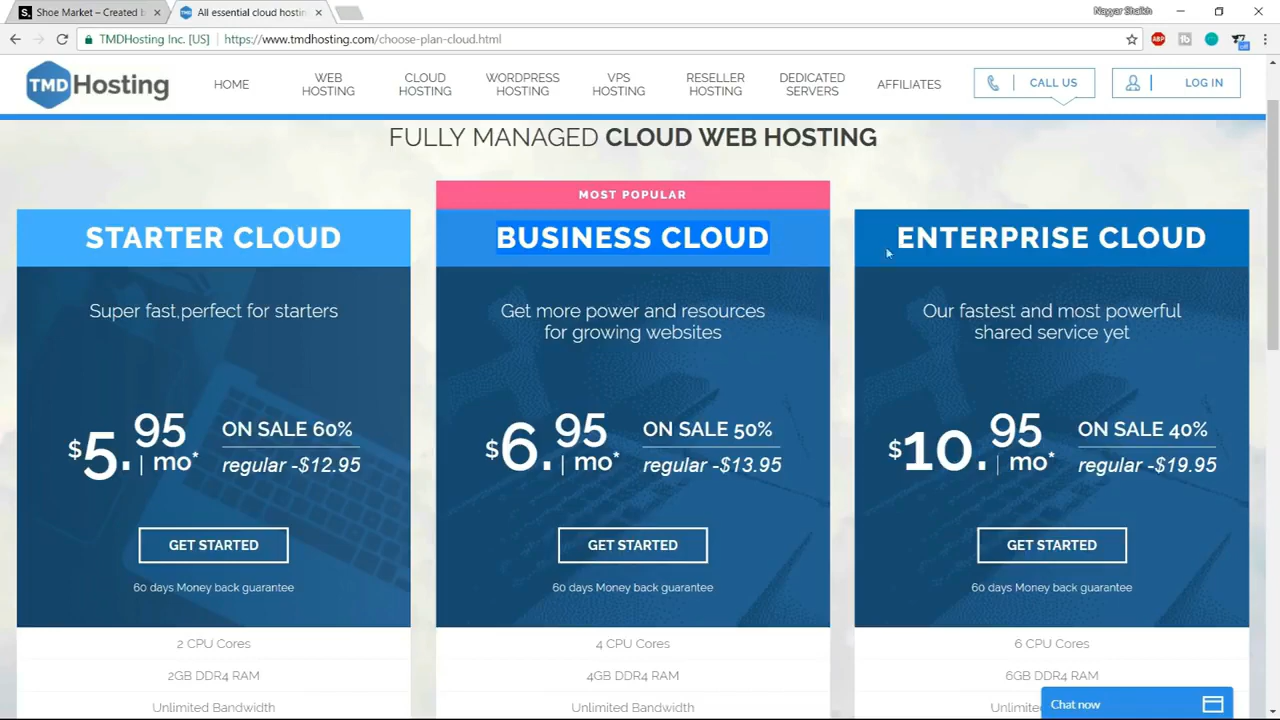 Shoe Market – Created b
All essential cloud hostin
Nayyar Shaikh
TMDHosting Inc. [US]
https://www.tmdhosting.com/choose-plan-cloud.html
ABP
off
TMD Hosting
HOME
WEB
HOSTING
CLOUD
HOSTING
WORDPRESS
HOSTING
VPS
HOSTING
RESELLER
HOSTING
DEDICATED
SERVERS
AFFILIATES
CALL US
LOG IN
FULLY MANAGED CLOUD WEB HOSTING
STARTER CLOUD
Super fast,perfect for starters
$5.95 | mo*
ON SALE 60%
regular -$12.95
GET STARTED
60 days Money back guarantee
2 CPU Cores
2GB DDR4 RAM
Unlimited Bandwidth
MOST POPULAR
BUSINESS CLOUD
Get more power and resources
for growing websites
$6.95 | mo*
ON SALE 50%
regular -$13.95
GET STARTED
60 days Money back guarantee
4 CPU Cores
4GB DDR4 RAM
Unlimited Bandwidth
ENTERPRISE CLOUD
Our fastest and most powerful
shared service yet
$10.95 | mo*
ON SALE 40%
regular -$19.95
GET STARTED
60 days Money back guarantee
6 CPU Cores
6GB DDR4 RAM
Chat now